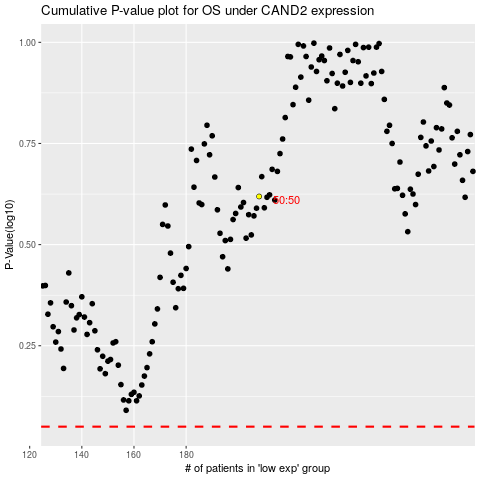 Cumulative P-value plot for OS under CAND2 expression
P-Value(log10)
1.00
0.75
0.50
0.25
50:50
120 140 160 180
# of patients in 'low exp' group